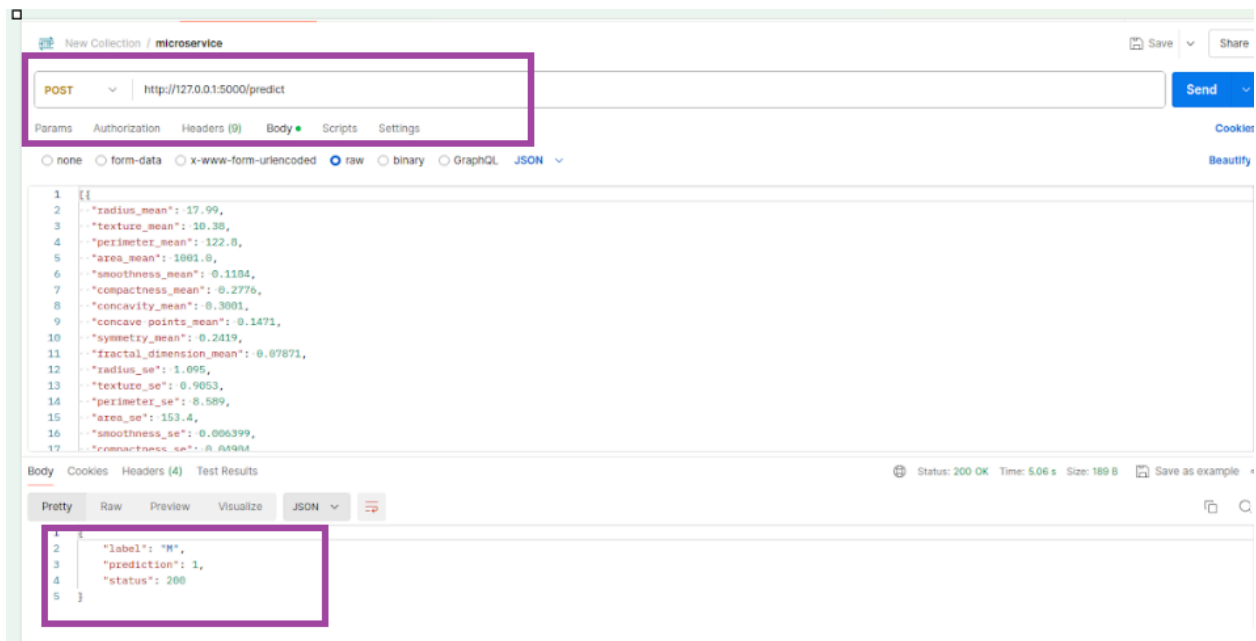 New Collection / microservice
Save
Share
POST http://127.0.0.1:5000/predict
Send
Params Authorization Headers (9) Body Scripts Settings
Cookies
none form-data x-www-form-urlencoded raw binary GraphQL JSON
Beautify
1 [{
2 "radius_mean": 17.99,
3 "texture_mean": 10.38,
4 "perimeter_mean": 122.8,
5 "area_mean": 1001.0,
6 "smoothness_mean": 0.1184,
7 "compactness_mean": 0.2776,
8 "concavity_mean": 0.3001,
9 "concave points_mean": 0.1471,
10 "symmetry_mean": 0.2419,
11 "fractal_dimension_mean": 0.07871,
12 "radius_se": 1.095,
13 "texture_se": 0.9053,
14 "perimeter_se": 8.589,
15 "area_se": 153.4,
16 "smoothness_se": 0.006399,
17 "compactness_se": 0.04904
Body Cookies Headers (4) Test Results
Status: 200 OK Time: 5.06 s Size: 189 B Save as example
Pretty Raw Preview Visualize JSON
1 {
2 "label": "M",
3 "prediction": 1,
4 "status": 200
5 }